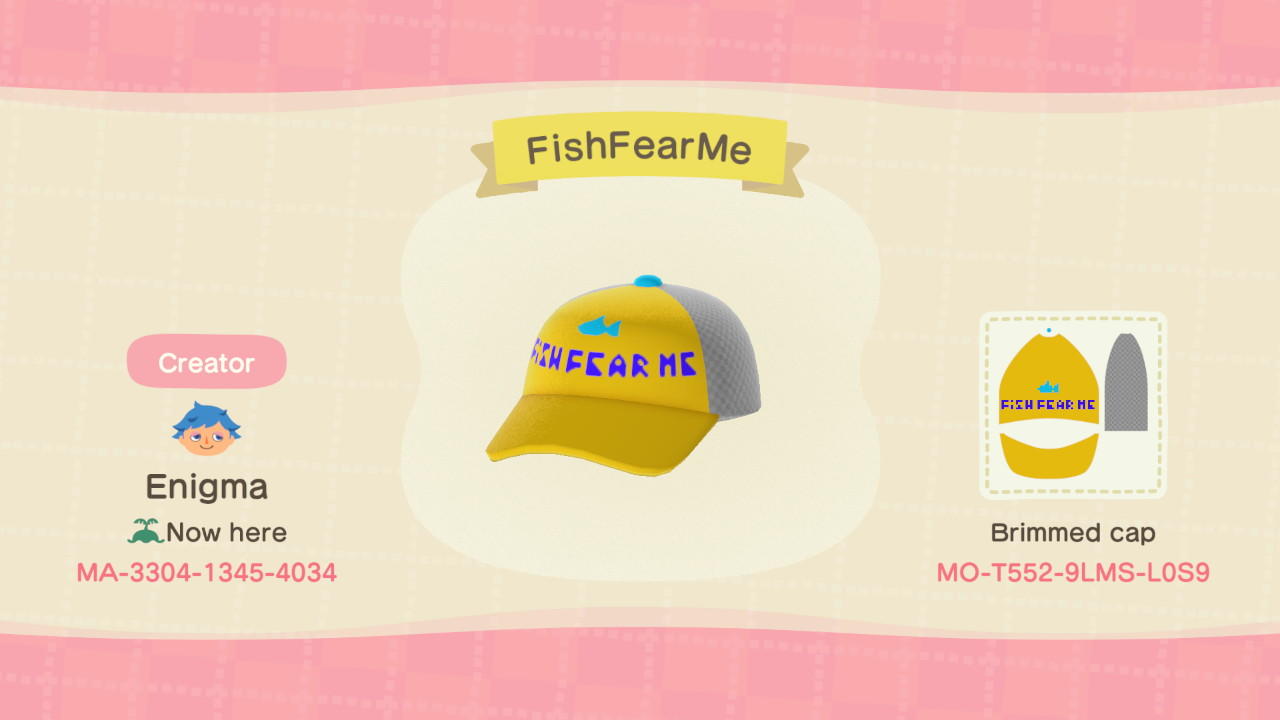 FishFearMe
FISH FEAR ME
Creator
Enigma
Now here
MA-3304-1345-4034
FISH FEAR ME
Brimmed cap
MO-T552-9LMS-L0S9